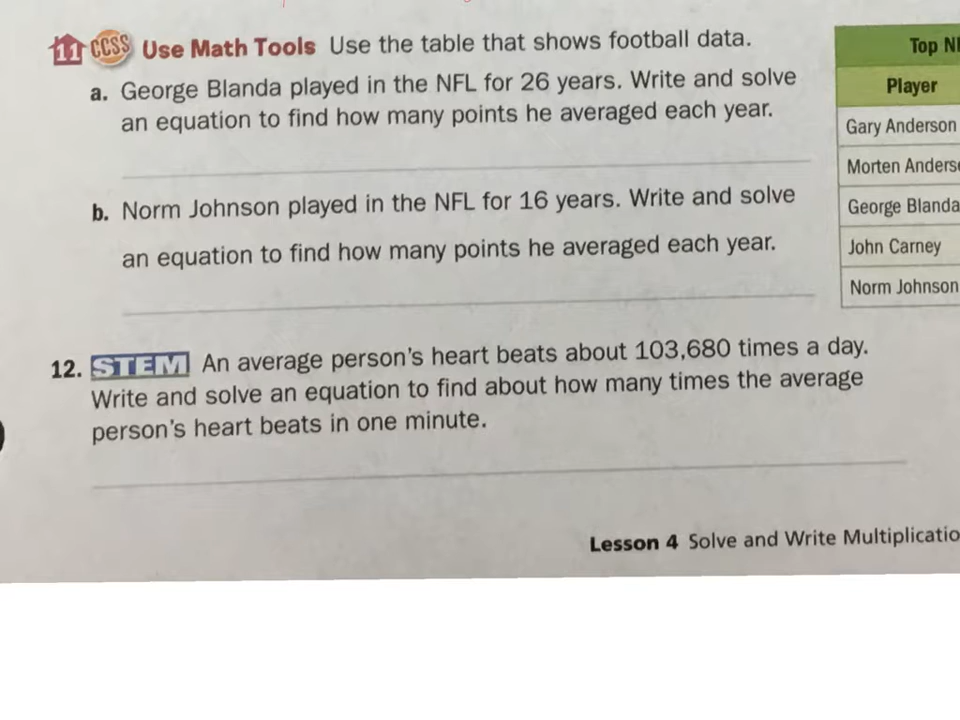 11 CCSS Use Math Tools Use the table that shows football data.
a. George Blanda played in the NFL for 26 years. Write and solve
an equation to find how many points he averaged each year.
b. Norm Johnson played in the NFL for 16 years. Write and solve
an equation to find how many points he averaged each year.
12. STEM An average person's heart beats about 103,680 times a day.
Write and solve an equation to find about how many times the average
person's heart beats in one minute.
Lesson 4 Solve and Write Multiplicatio
Top N
Player
Gary Anderson
Morten Anderse
George Blanda
John Carney
Norm Johnson